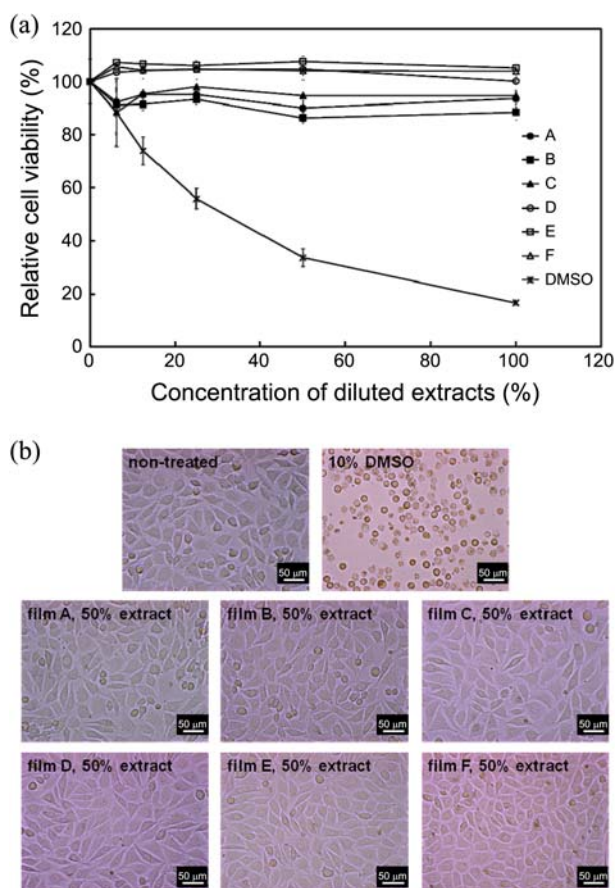 (a)
120
100
80
60
40
20
0
Relative cell viability (%)
0 20 40 60 80 100 120
Concentration of diluted extracts (%)
A
B
C
D
E
F
DMSO
(b)
non-treated
50 µm
10% DMSO
50 µm
film A, 50% extract
50 µm
film B, 50% extract
50 µm
film C, 50% extract
50 µm
film D, 50% extract
50 µm
film E, 50% extract
50 µm
film F, 50% extract
50 µm